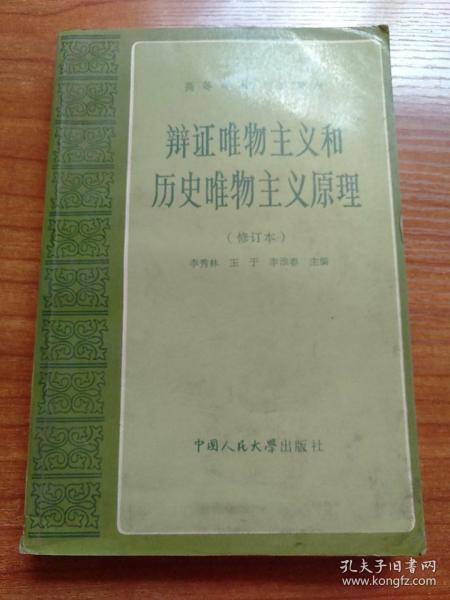 辩证唯物主义和
历史唯物主义原理
（修订本）
李秀林 王于 李淮春 主编
中国人民大學出版社
孔夫子旧书网
www.kongfz.com